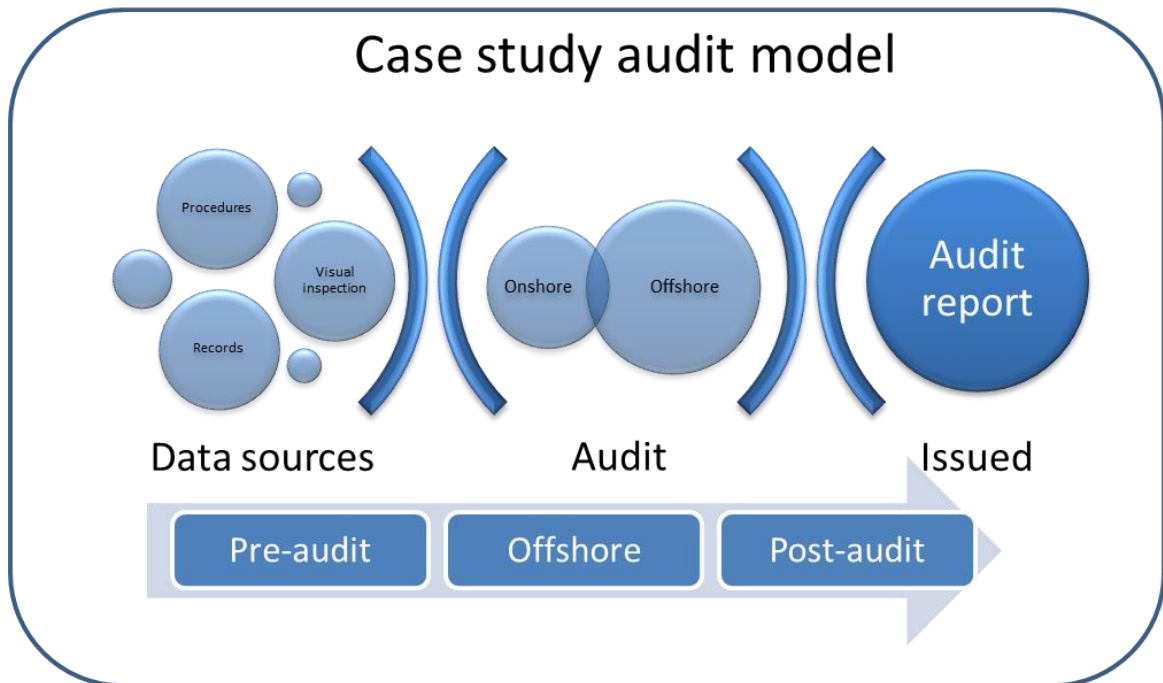 Case study audit model
Procedures
Visual
inspection
Records
Onshore
Offshore
Audit
report
Data sources
Audit
Issued
Pre-audit
Offshore
Post-audit